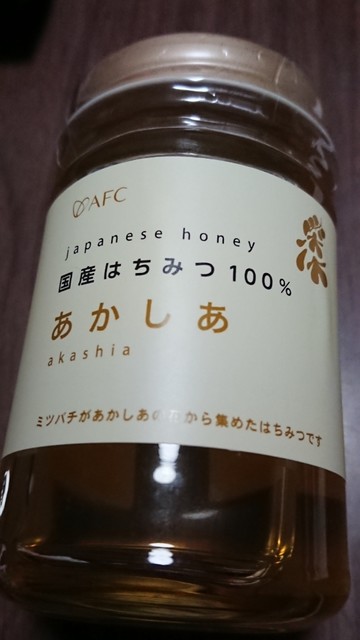 AFC
japanese honey
国産はちみつ100%
あかしあ
akashia
ミツバチがあかしあの花から集めたはちみつです